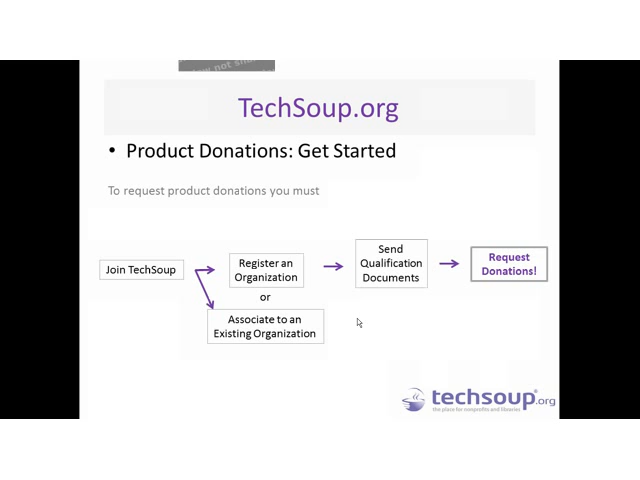 TechSoup.org
• Product Donations: Get Started
To request product donations you must
Join TechSoup
Register an
Organization
or
Associate to an
Existing Organization
Send
Qualification
Documents
Request
Donations!
techsoup®.org
the place for nonprofits and libraries